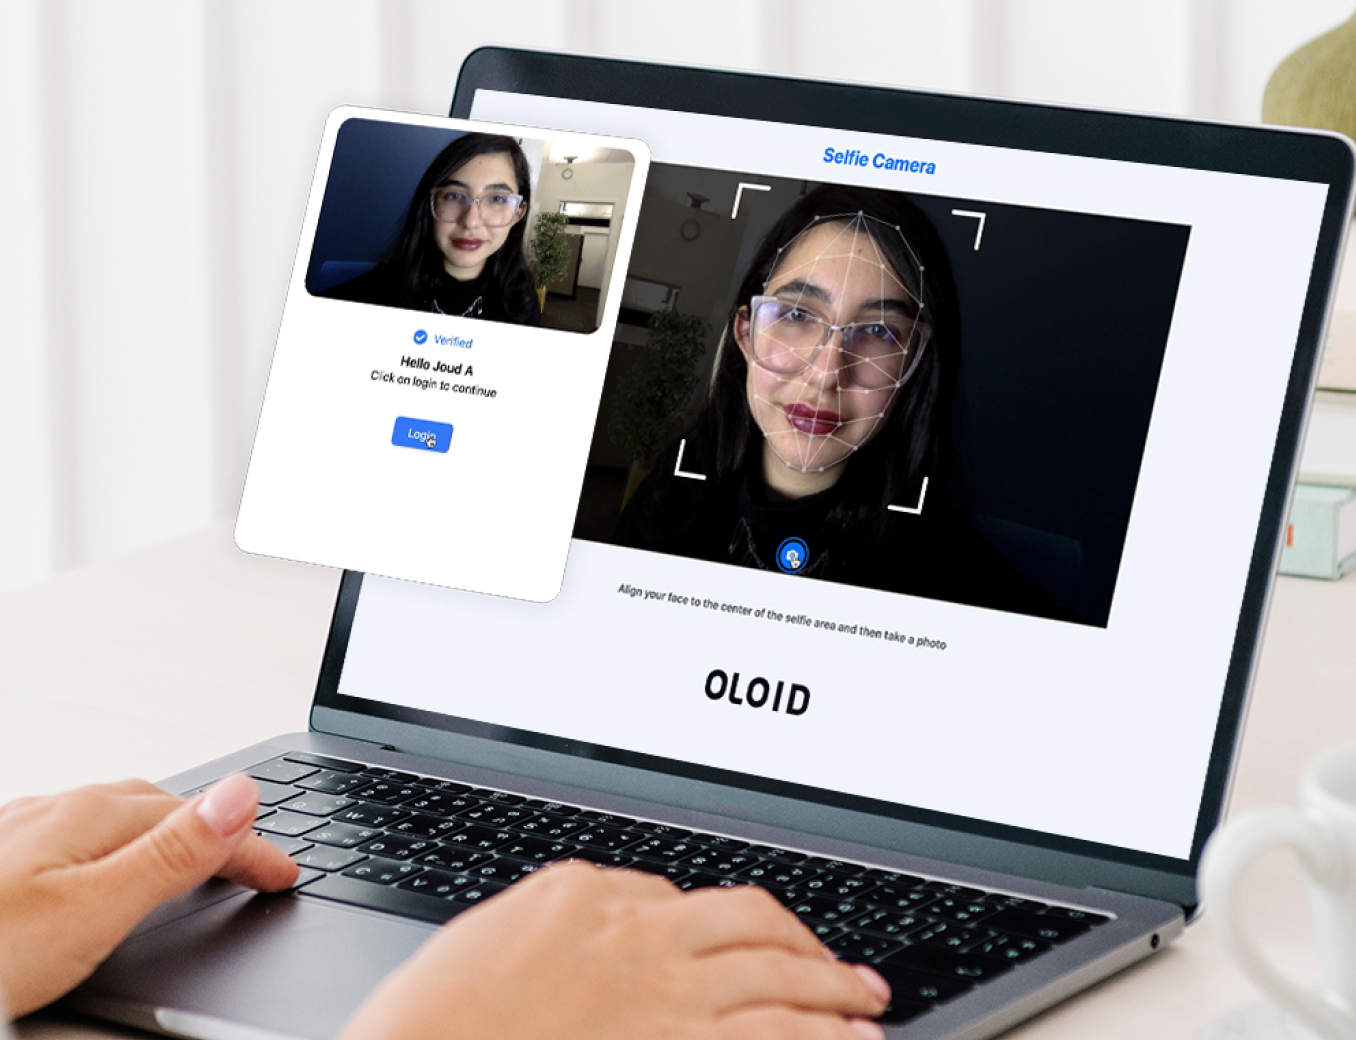 Selfie Camera
Verified
Hello Joud A
Click on login to continue
Login
Align your face to the center of the selfie area and then take a photo
OLOID